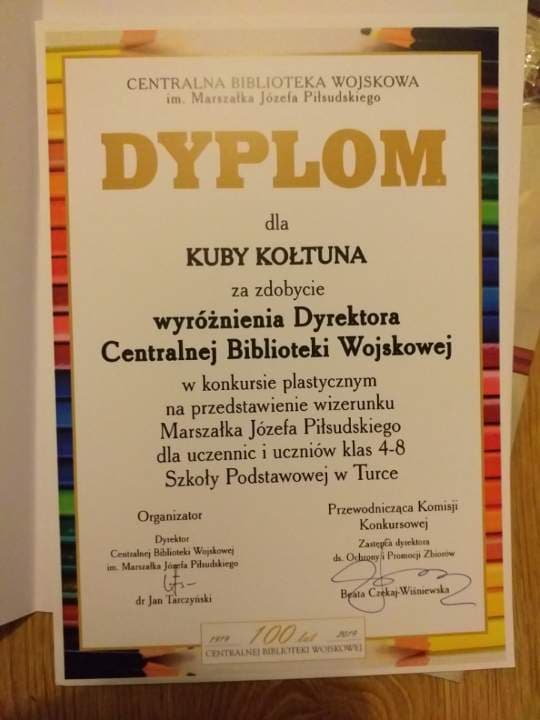 CENTRALNA BIBLIOTEKA WOJSKOWA
im. Marszałka Józefa Piłsudskiego
DYPLOM
dla
KUBY KOŁTUNA
za zdobycie
wyróżnienia Dyrektora
Centralnej Biblioteki Wojskowej
w konkursie plastycznym
na przedstawienie wizerunku
Marszałka Józefa Piłsudskiego
dla uczennic i uczniów klas 4-8
Szkoły Podstawowej w Turce
Organizator
Dyrektor
Centralnej Biblioteki Wojskowej
im. Marszałka Józefa Piłsudskiego
dr Jan Tarczyński
Przewodnicząca Komisji
Konkursowej
Zastępca dyrektora
ds. Ochrony i Promocji Zbiorów
Beata Czekaj-Wiśniewska
1919 100 lat 2019
CENTRALNEJ BIBLIOTEKI WOJSKOWEJ